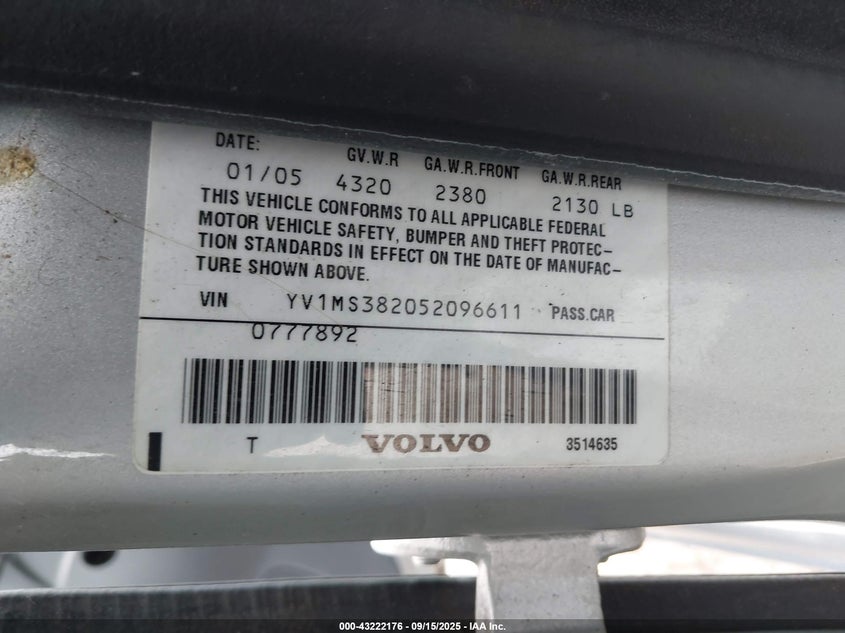 DATE: GV.W.R GA.W.R.FRONT GA.W.R.REAR
01/05 4320 2380 2130 LB
THIS VEHICLE CONFORMS TO ALL APPLICABLE FEDERAL
MOTOR VEHICLE SAFETY, BUMPER AND THEFT PROTEC–
TION STANDARDS IN EFFECT ON THE DATE OF MANUFAC–
TURE SHOWN ABOVE.
VIN YV1MS382052096611 PASS.CAR
0777892
T VOLVO 3514635
000-43222176 - 09/15/2025 - IAA Inc.